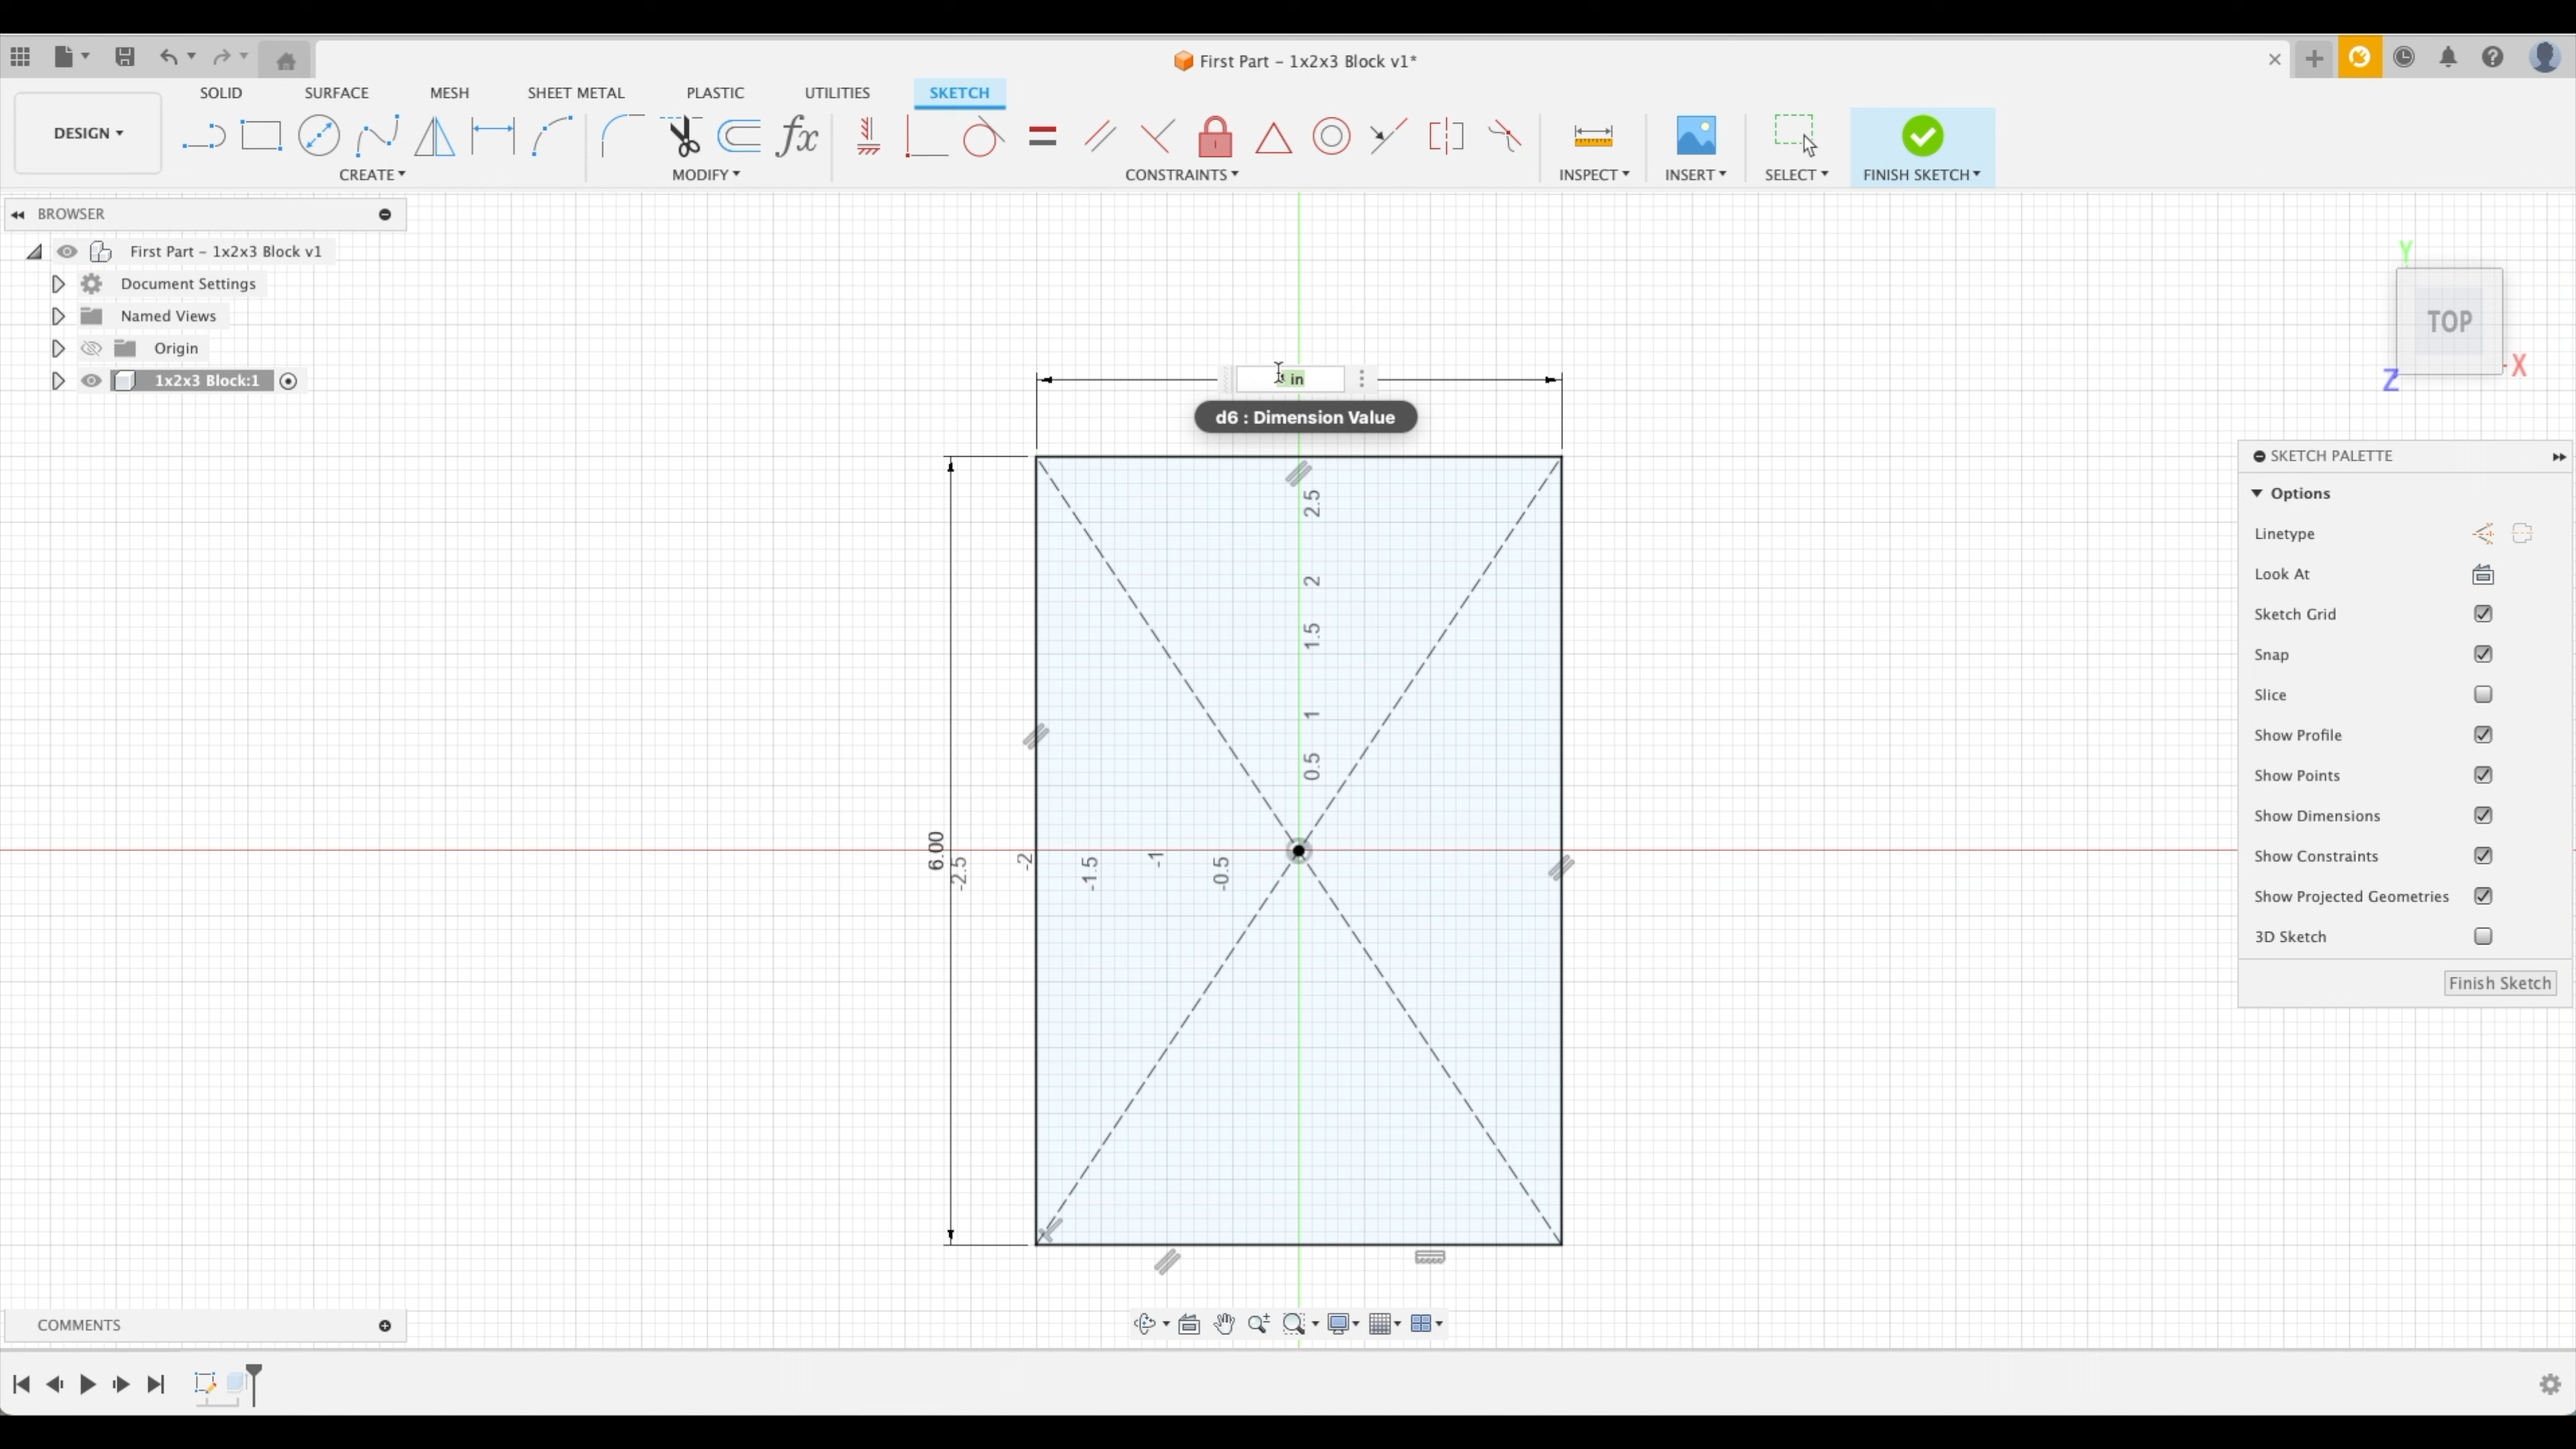 First Part – 1x2x3 Block v1*
SOLID SURFACE MESH SHEET METAL PLASTIC UTILITIES SKETCH
DESIGN
fx
CREATE MODIFY CONSTRAINTS INSPECT INSERT SELECT FINISH SKETCH
BROWSER
First Part – 1x2x3 Block v1
Document Settings
Named Views
Origin
1x2x3 Block:1
Y
TOP
X
Z
in
d6 : Dimension Value
2.5
2
1.5
1
0.5
6.00
-2.5
-2
-1.5
-1
-0.5
SKETCH PALETTE
Options
Linetype
Look At
Sketch Grid
Snap
Slice
Show Profile
Show Points
Show Dimensions
Show Constraints
Show Projected Geometries
3D Sketch
Finish Sketch
COMMENTS